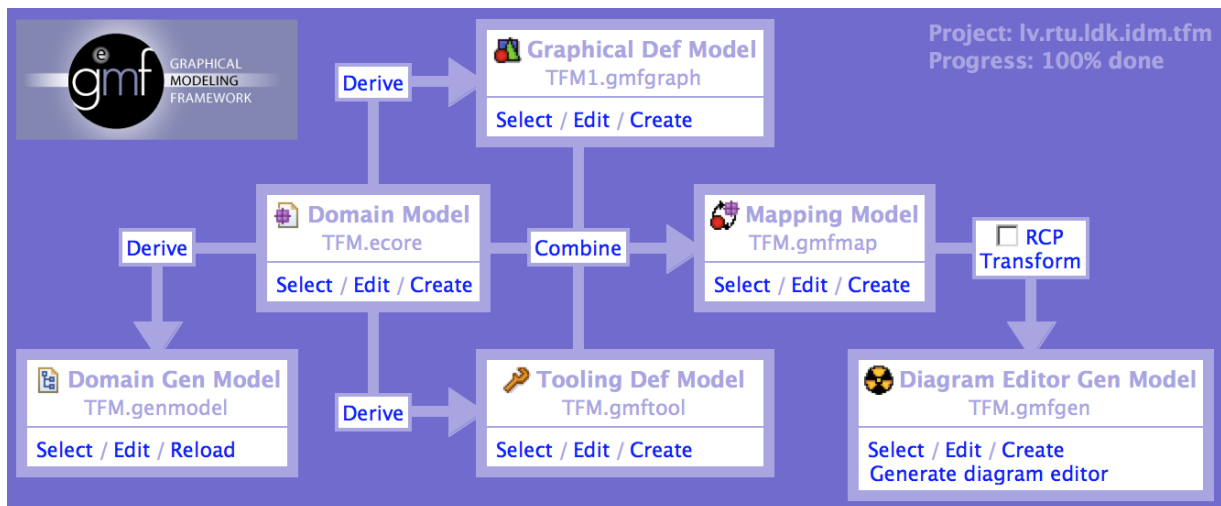 e
gmf
GRAPHICAL
MODELING
FRAMEWORK
Project: lv.rtu.ldk.idm.tfm
Progress: 100% done
Derive
Graphical Def Model
TFM1.gmfgraph
Select / Edit / Create
Derive
Domain Model
TFM.ecore
Select / Edit / Create
Combine
Mapping Model
TFM.gmfmap
Select / Edit / Create
RCP
Transform
Domain Gen Model
TFM.genmodel
Select / Edit / Reload
Derive
Tooling Def Model
TFM.gmftool
Select / Edit / Create
Diagram Editor Gen Model
TFM.gmfgen
Select / Edit / Create
Generate diagram editor